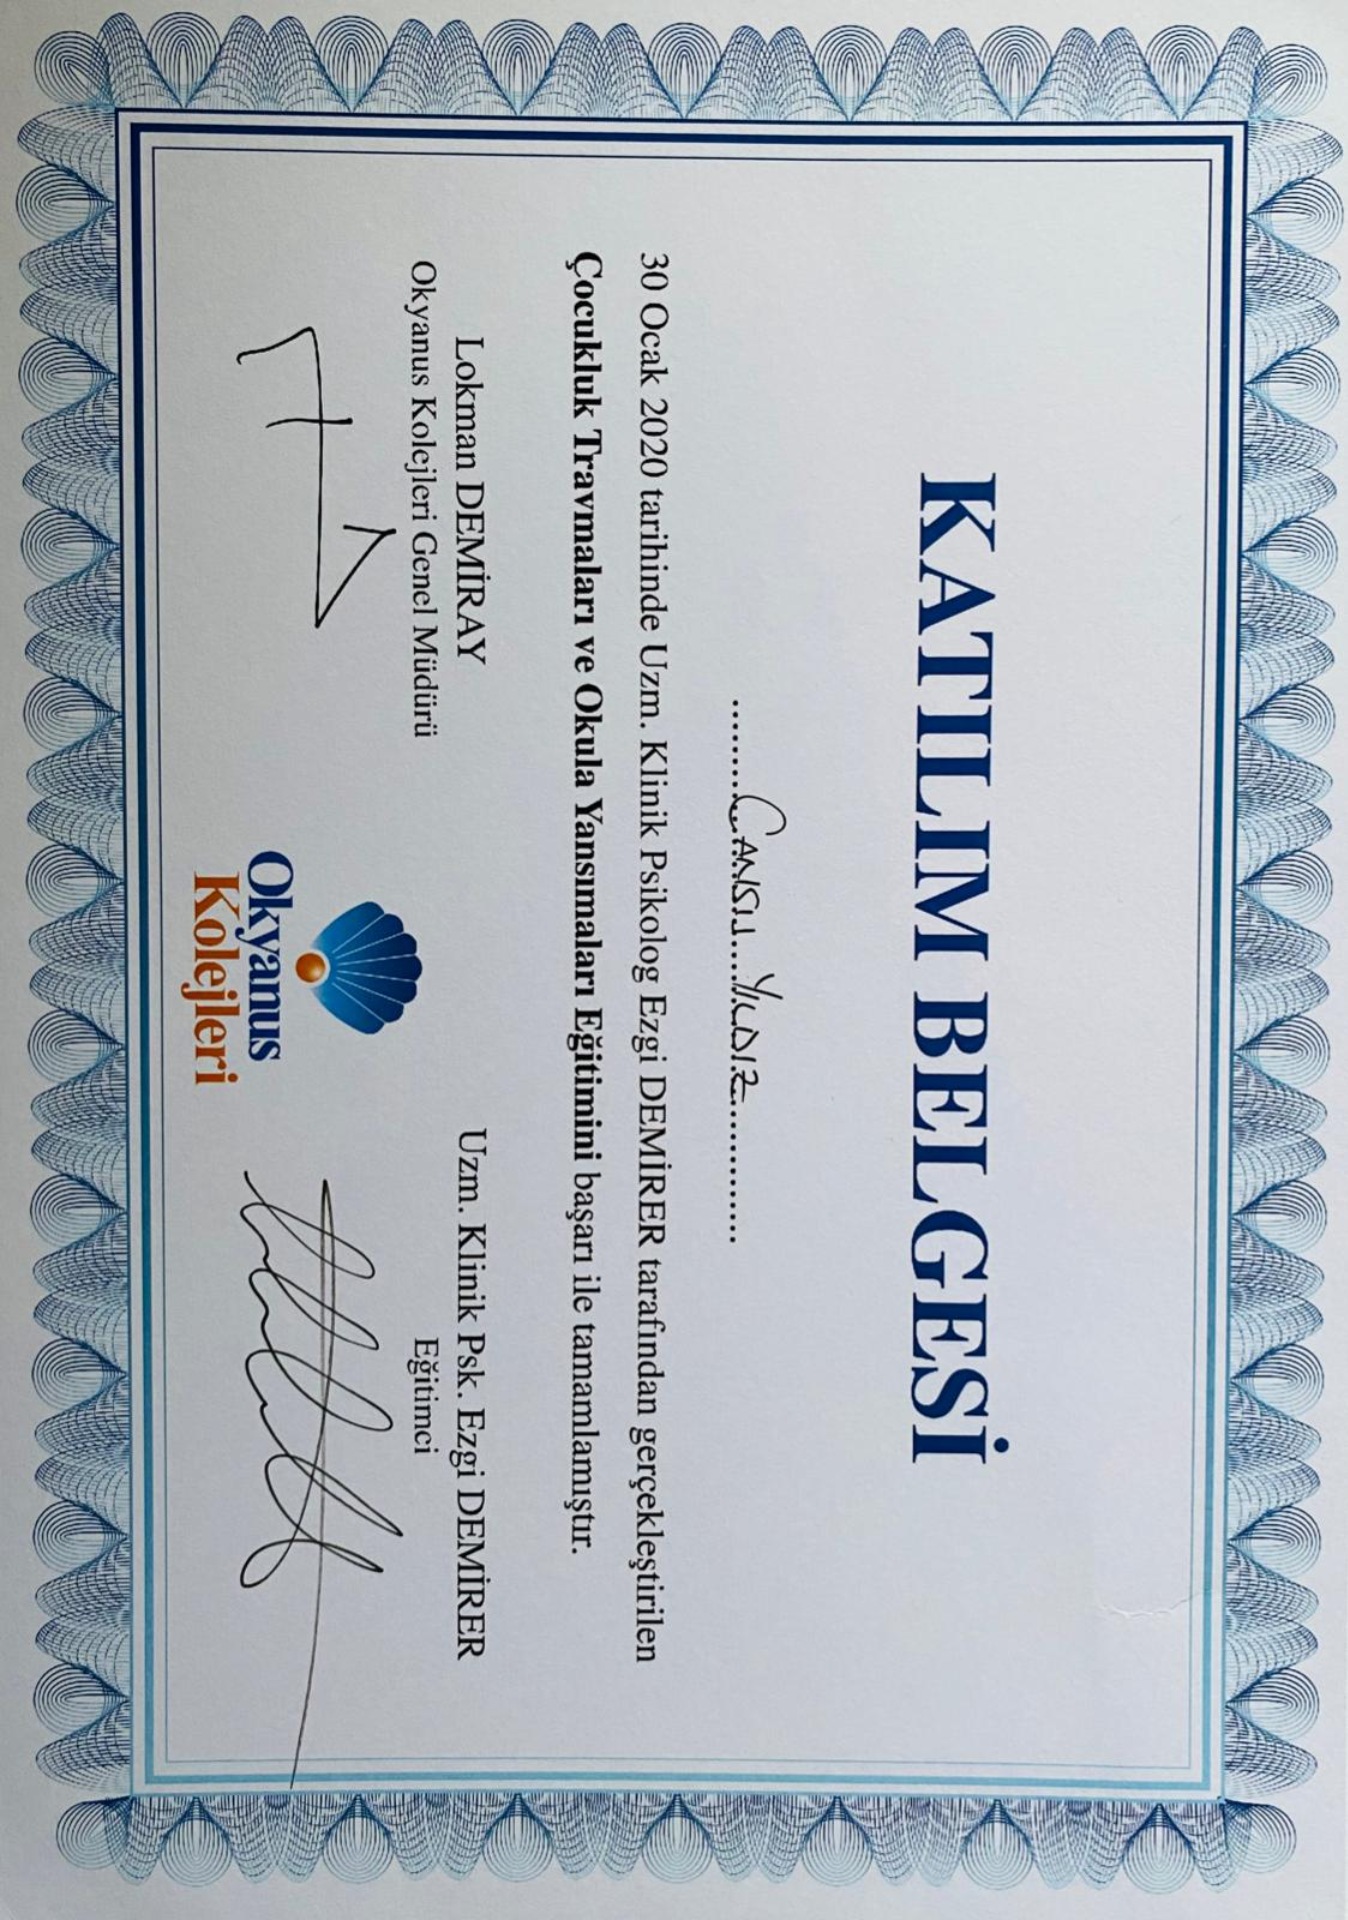 KATILIM BELGESİ
........CANSU....YILDIZ............
30 Ocak 2020 tarihinde Uzm. Klinik Psikolog Ezgi DEMİRER tarafından gerçekleştirilen
Çocukluk Travmaları ve Okula Yansımaları Eğitimini başarı ile tamamlamıştır.
Lokman DEMİRAY
Okyanus Kolejleri Genel Müdürü
Okyanus
Kolejleri
Uzm. Klinik Psk. Ezgi DEMİRER
Eğitimci